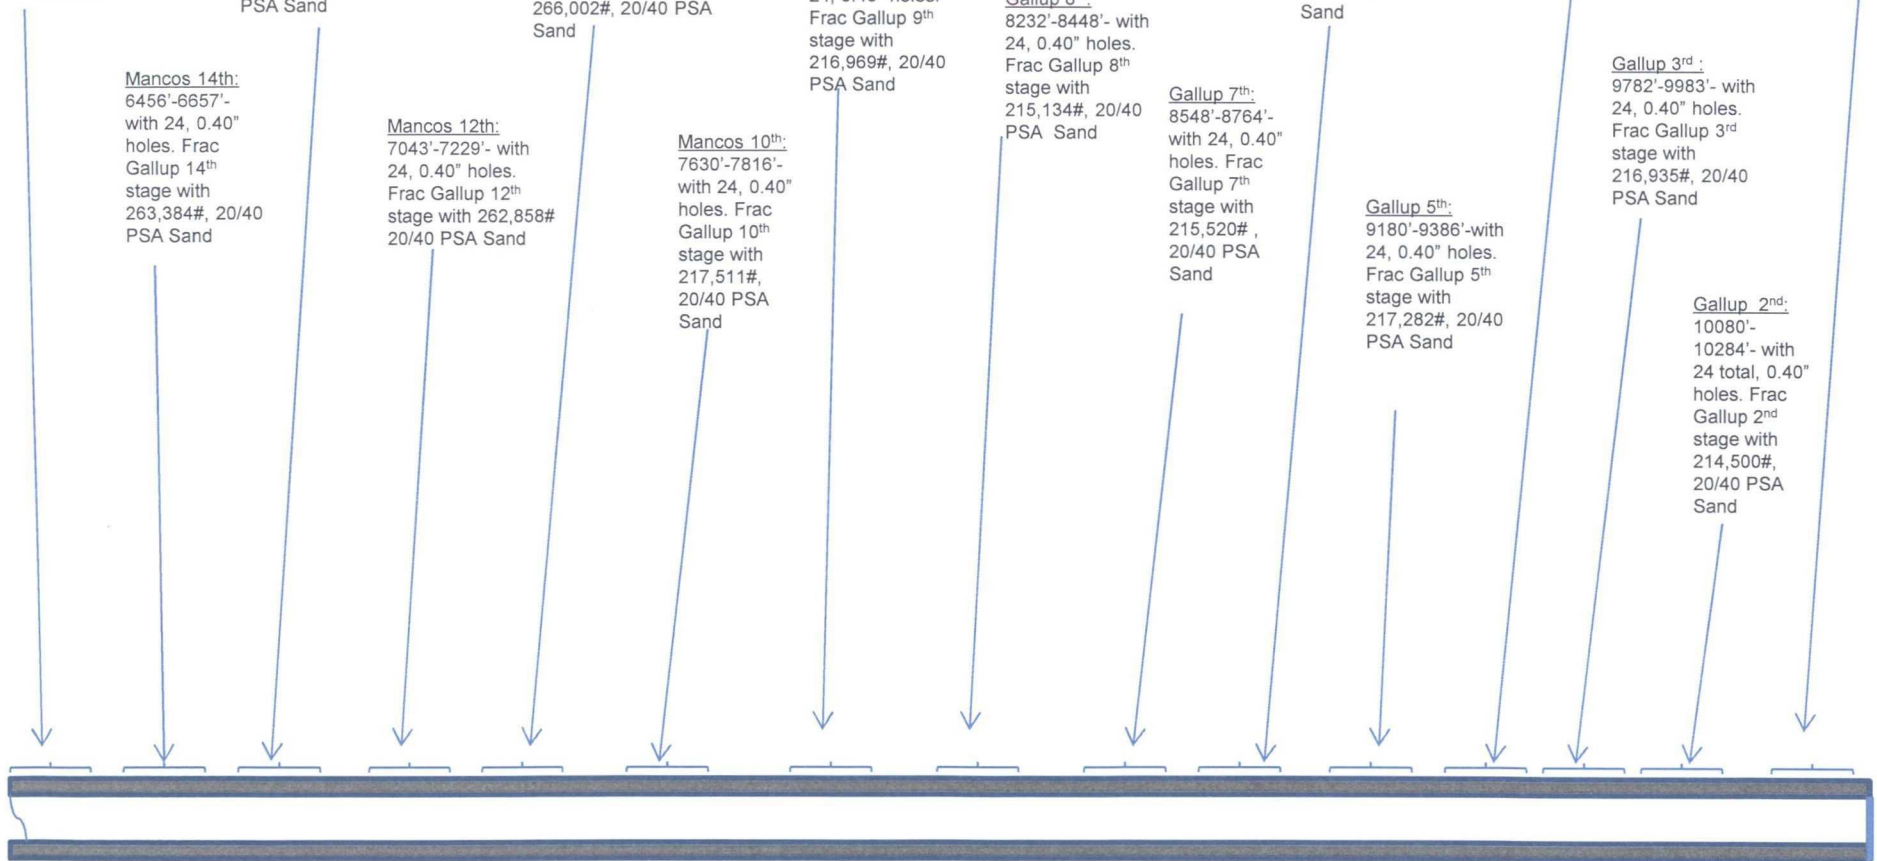 PSA Sand
266,002#, 20/40 PSA
Sand
Frac Gallup 9th
stage with
216,969#, 20/40
PSA Sand
8232’-8448’- with
24, 0.40” holes.
Frac Gallup 8th
stage with
215,134#, 20/40
PSA Sand
Sand
Mancos 14th:
6456’-6657’-
with 24, 0.40”
holes. Frac
Gallup 14th
stage with
263,384#, 20/40
PSA Sand
Mancos 12th:
7043’-7229’- with
24, 0.40” holes.
Frac Gallup 12th
stage with 262,858#
20/40 PSA Sand
Mancos 10th:
7630’-7816’-
with 24, 0.40”
holes. Frac
Gallup 10th
stage with
217,511#,
20/40 PSA
Sand
Gallup 7th:
8548’-8764’-
with 24, 0.40”
holes. Frac
Gallup 7th
stage with
215,520# ,
20/40 PSA
Sand
Gallup 5th:
9180’-9386’-with
24, 0.40” holes.
Frac Gallup 5th
stage with
217,282#, 20/40
PSA Sand
Gallup 3rd :
9782’-9983’- with
24, 0.40” holes.
Frac Gallup 3rd
stage with
216,935#, 20/40
PSA Sand
Gallup 2nd:
10080’-
10284’- with
24 total, 0.40”
holes. Frac
Gallup 2nd
stage with
214,500#,
20/40 PSA
Sand